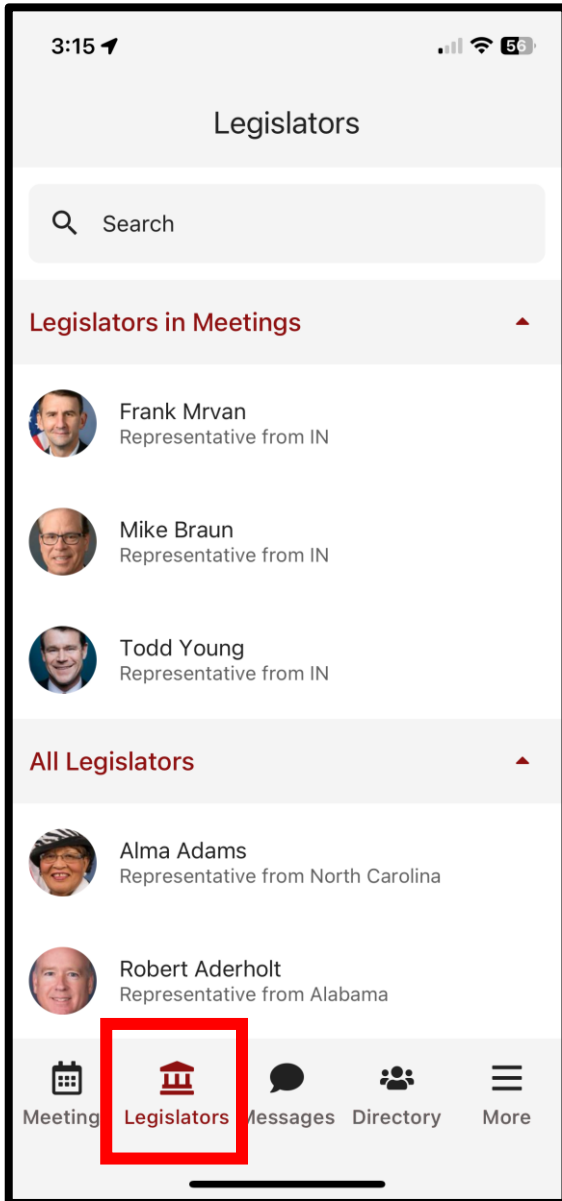 3:15
56
Legislators
Search
Legislators in Meetings
Frank Mrvan
Representative from IN
Mike Braun
Representative from IN
Todd Young
Representative from IN
All Legislators
Alma Adams
Representative from North Carolina
Robert Aderholt
Representative from Alabama
Meeting Legislators Messages Directory More